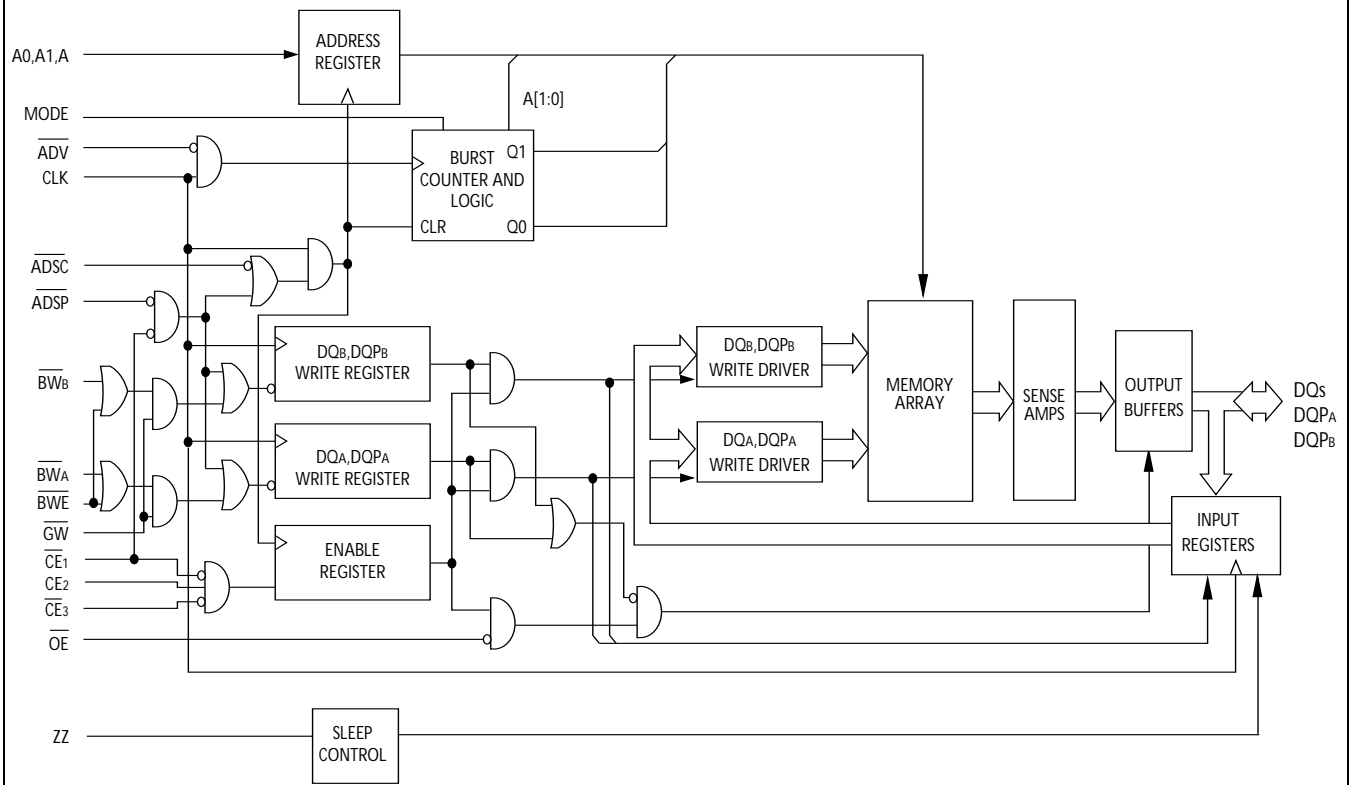 A0,A1,A
ADDRESS
REGISTER
MODE
A[1:0]
ADV
CLK
BURST
COUNTER AND
LOGIC
Q1
CLR
Q0
ADSC
ADSP
DQB,DQPB
WRITE REGISTER
DQB,DQPB
WRITE DRIVER
MEMORY
ARRAY
SENSE
AMPS
OUTPUT
BUFFERS
DQs
DQPA
DQPB
BWB
DQA,DQPA
WRITE REGISTER
DQA,DQPA
WRITE DRIVER
BWA
BWE
GW
INPUT
REGISTERS
ENABLE
REGISTER
CE1
CE2
CE3
OE
ZZ
SLEEP
CONTROL